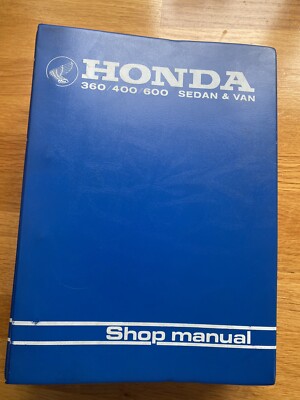 HONDA
360/400/600 SEDAN & VAN
Shop manual